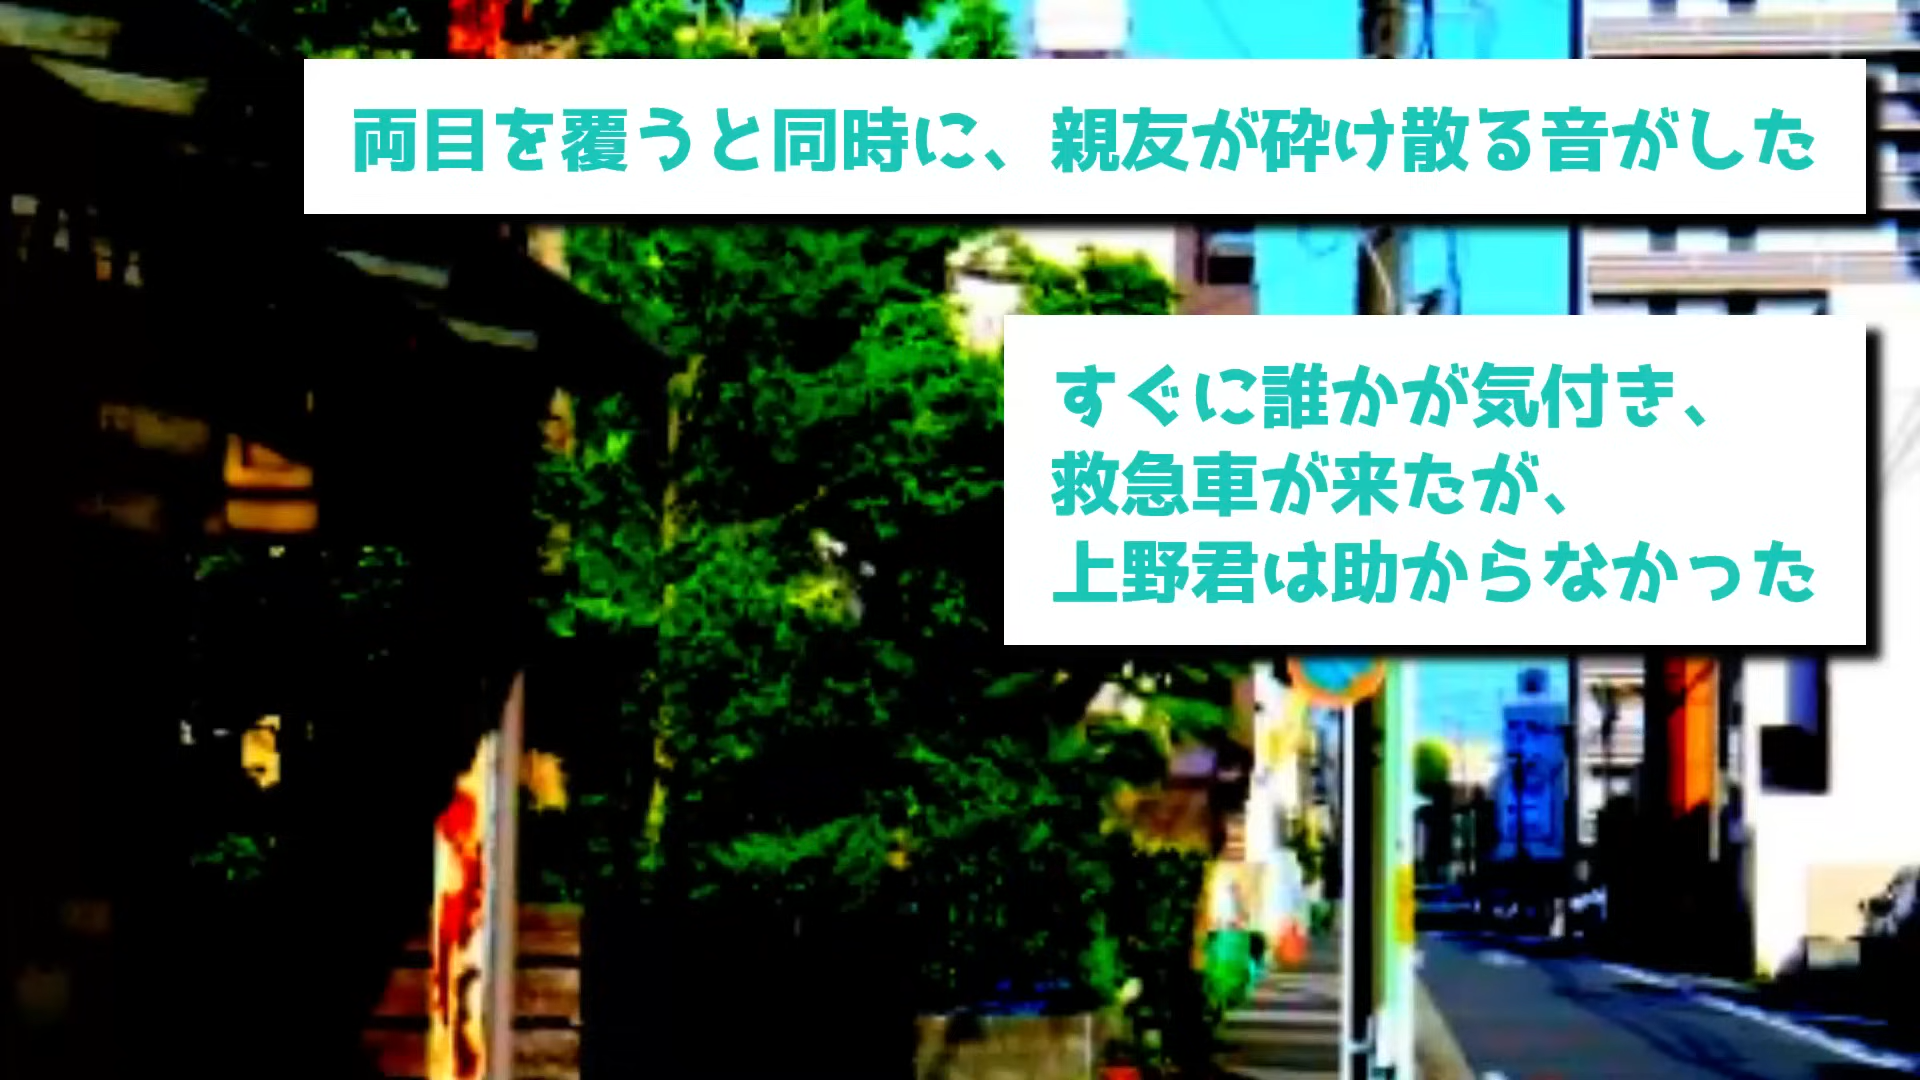 両目を覆うと同時に、親友が砕け散る音がした
すぐに誰かが気付き、
救急車が来たが、
上野君は助からなかった